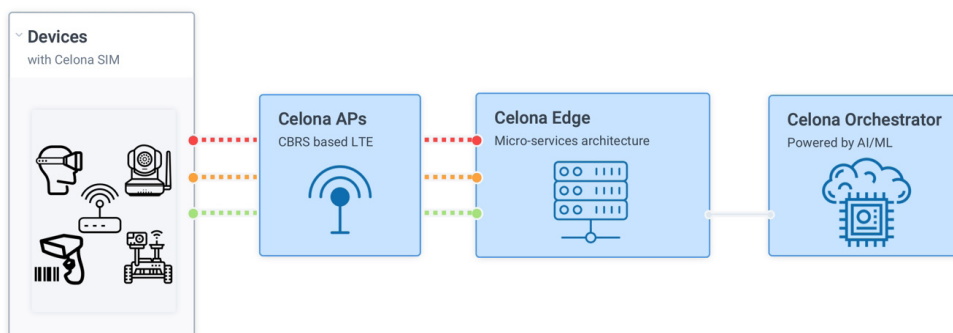 Devices
with Celona SIM
Celona APs
CBRS based LTE
Celona Edge
Micro-services architecture
Celona Orchestrator
Powered by AI/ML